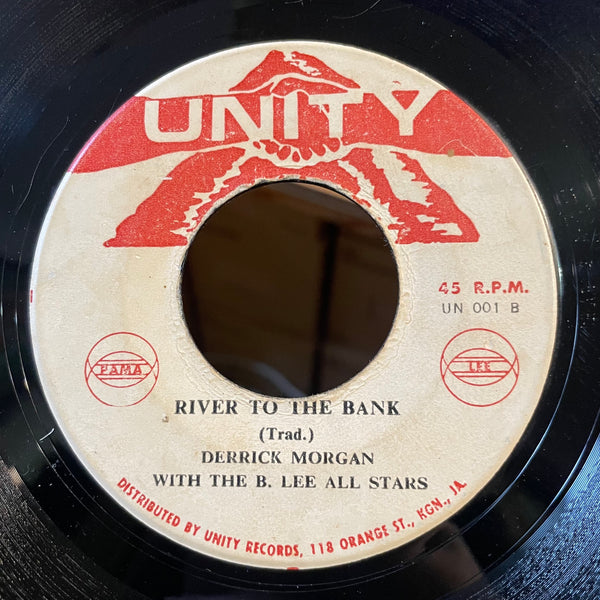 UNITY
45 R.P.M.
UN 001 B
PAMA
LEE
RIVER TO THE BANK
(Trad.)
DERRICK MORGAN
WITH THE B. LEE ALL STARS
DISTRIBUTED BY UNITY RECORDS, 118 ORANGE ST., KGN., JA.